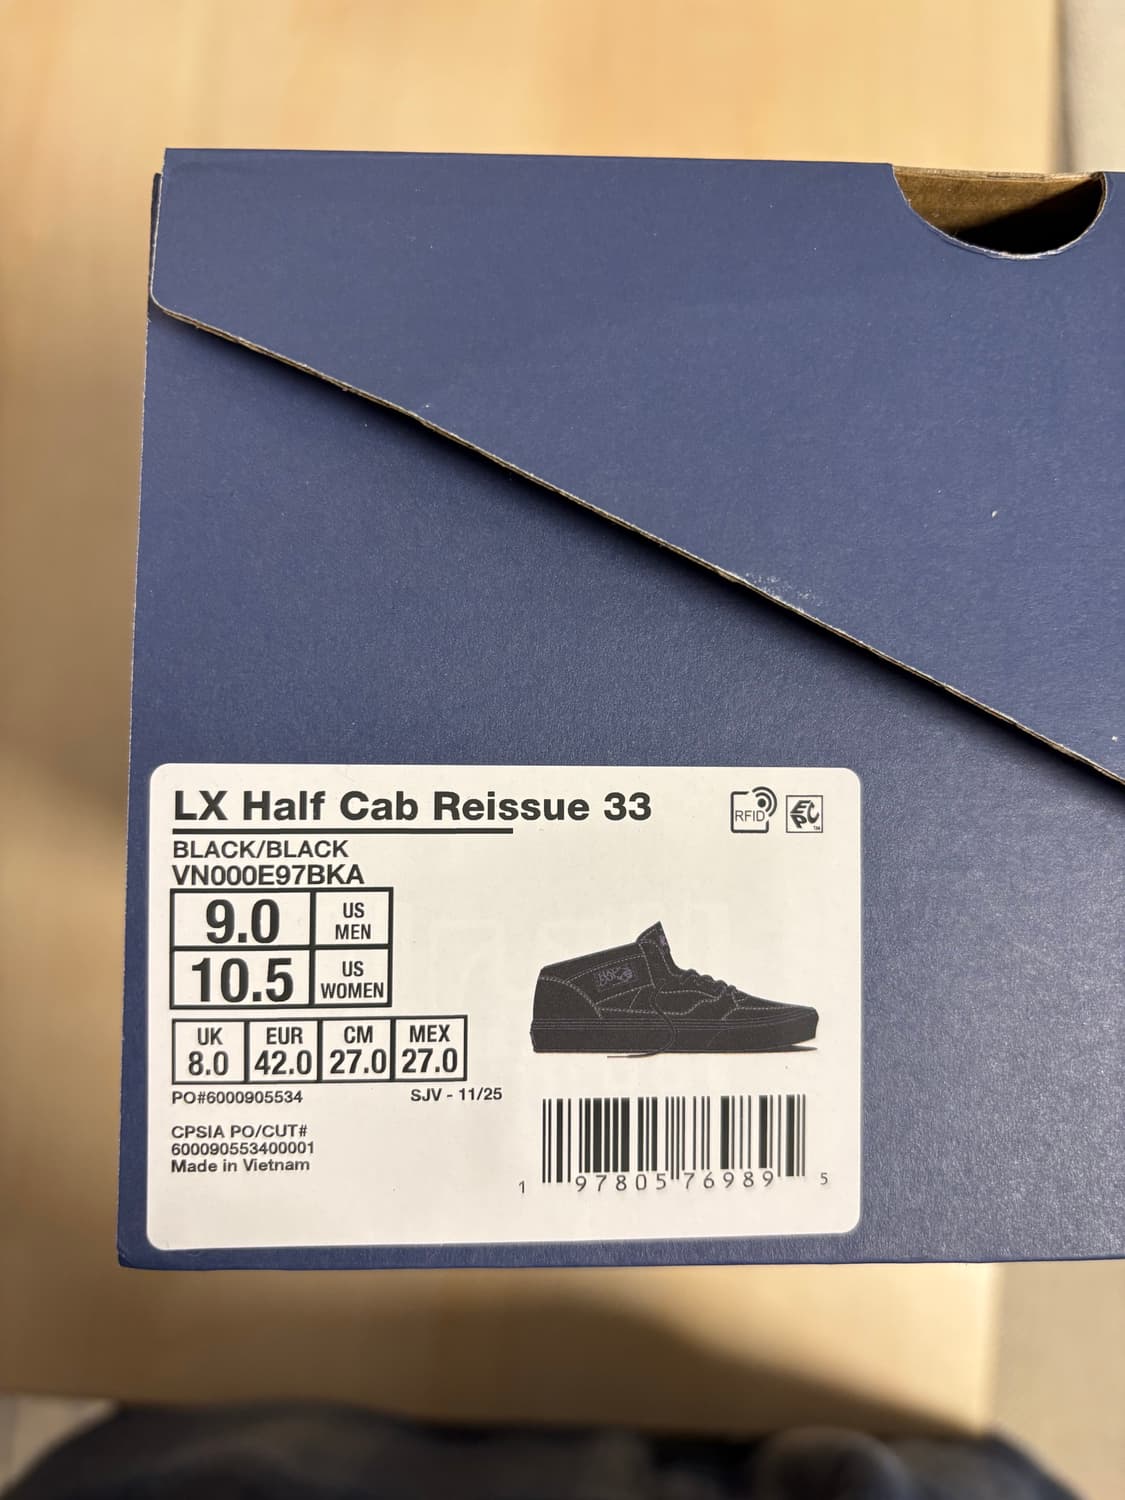 LX Half Cab Reissue 33
RFID
EPC TM
BLACK/BLACK
VN000E97BKA
9.0 US MEN
10.5 US WOMEN
UK EUR CM MEX
8.0 42.0 27.0 27.0
PO#6000905534 SJV - 11/25
CPSIA PO/CUT#
600090553400001
Made in Vietnam
1 97805 76989 5